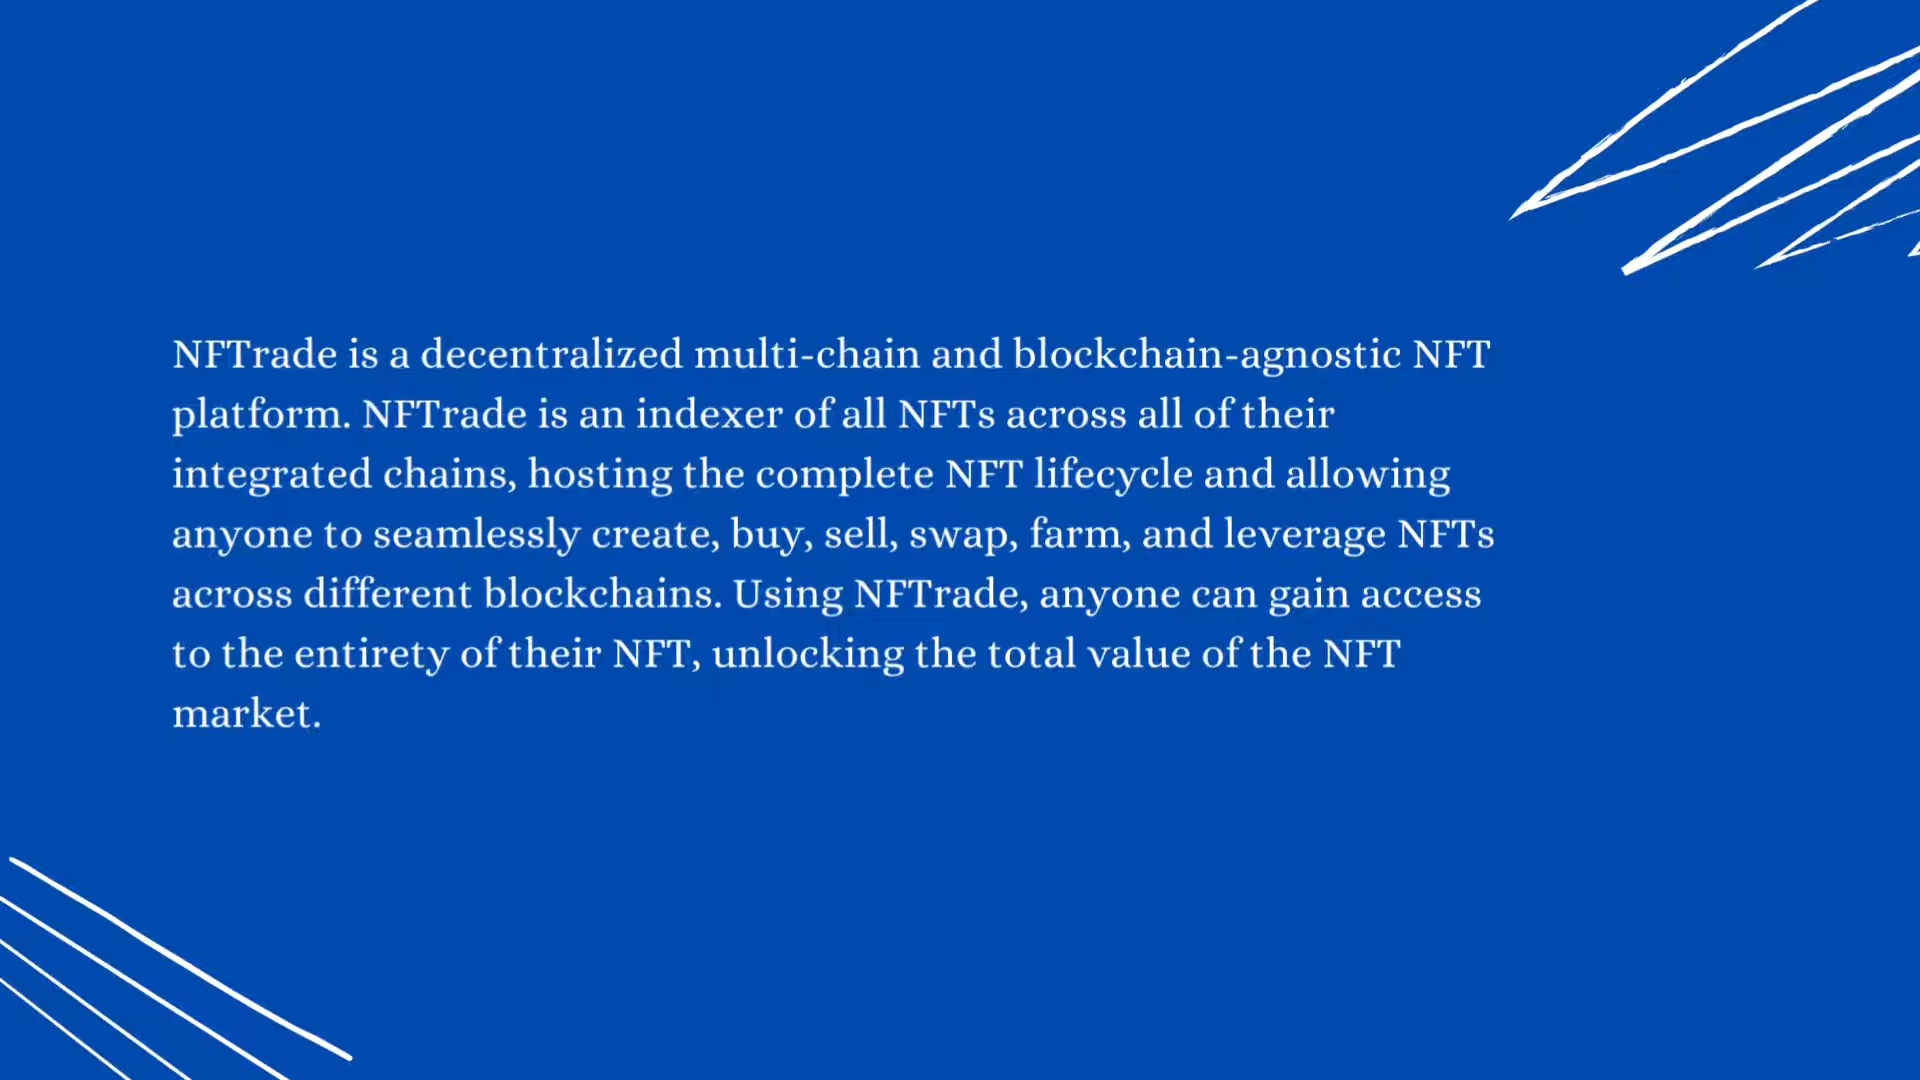 NFTrade is a decentralized multi-chain and blockchain-agnostic NFT
platform. NFTrade is an indexer of all NFTs across all of their
integrated chains, hosting the complete NFT lifecycle and allowing
anyone to seamlessly create, buy, sell, swap, farm, and leverage NFTs
across different blockchains. Using NFTrade, anyone can gain access
to the entirety of their NFT, unlocking the total value of the NFT
market.